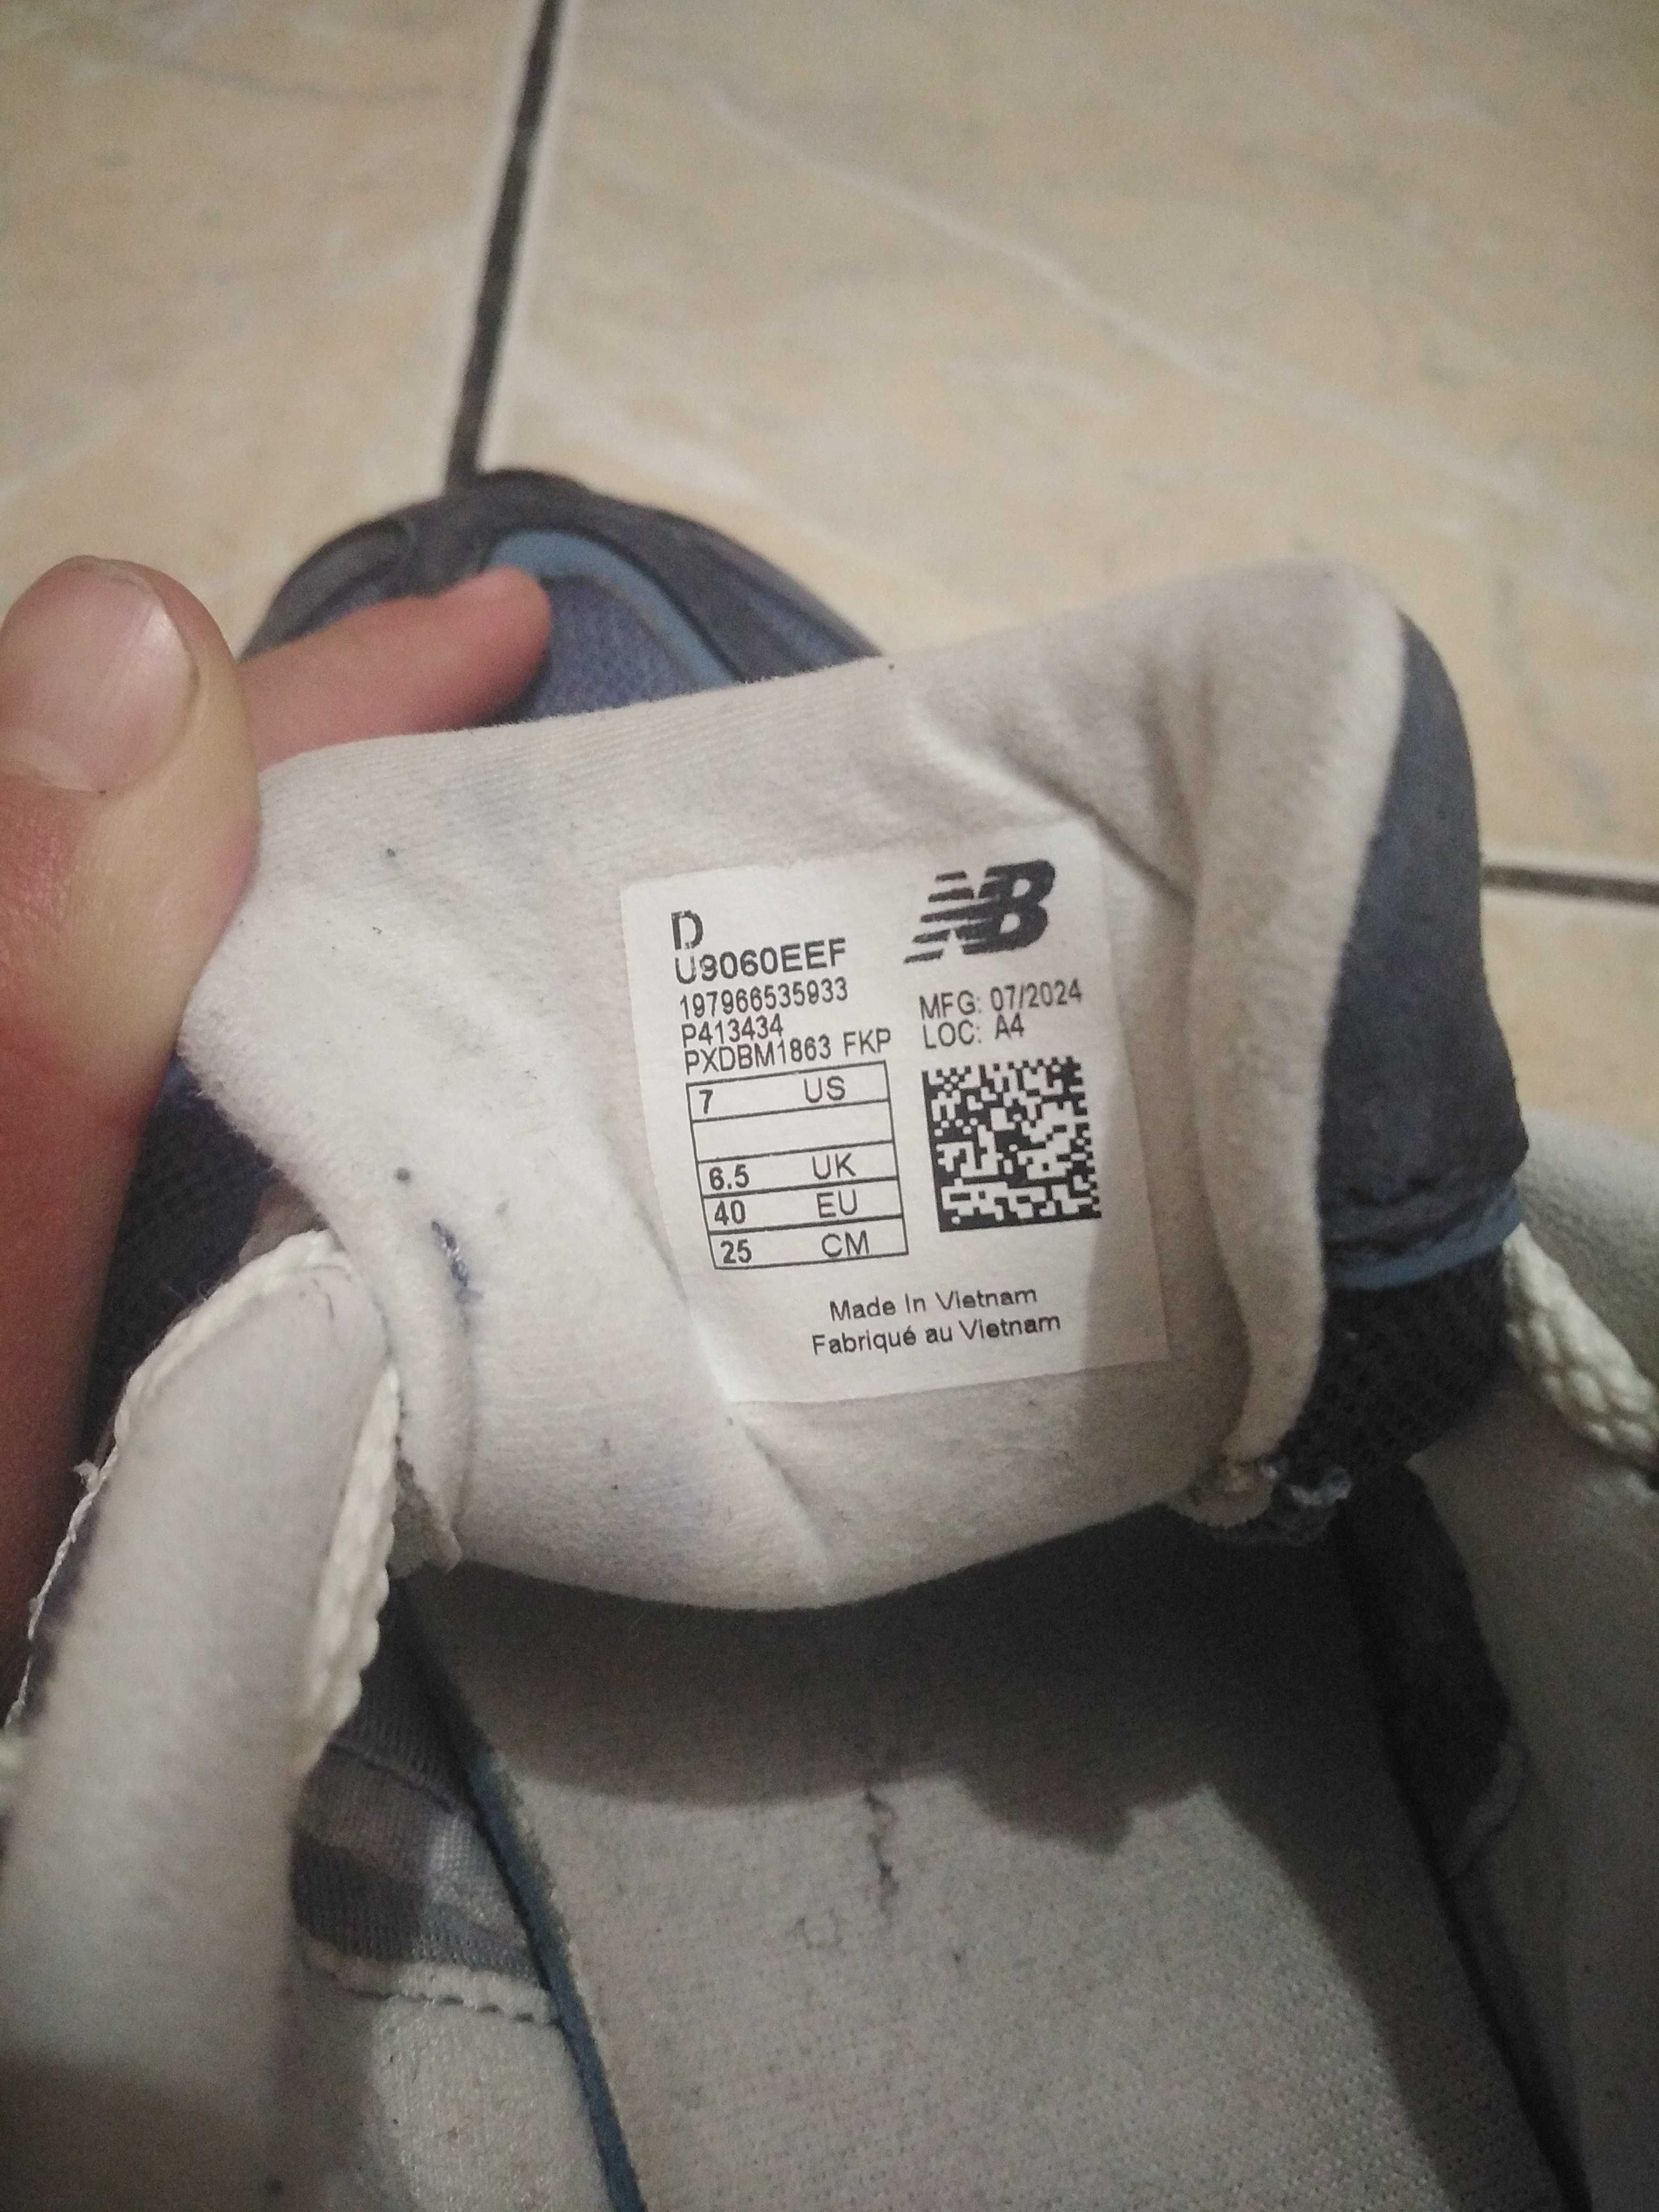 D
U9060EEF
197966535933
P413434
PXDBM1863 FKP
NB
MFG: 07/2024
LOC: A4
7 US
6.5 UK
40 EU
25 CM
Made In Vietnam
Fabriqué au Vietnam